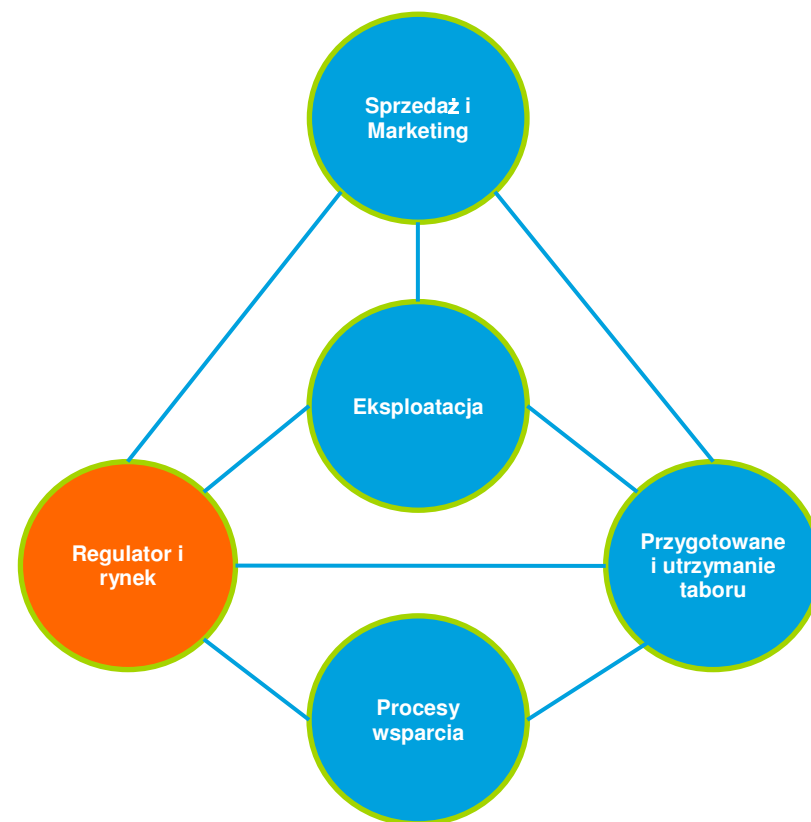 Sprzedaż i
Marketing
Eksploatacja
Regulator i
rynek
Przygotowane
i utrzymanie
taboru
Procesy
wsparcia